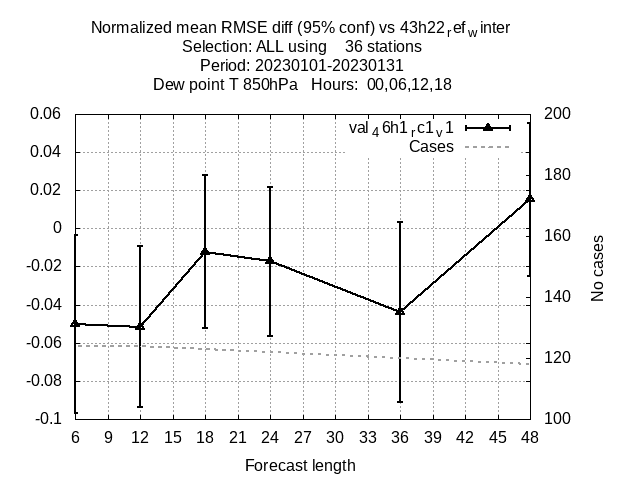 Normalized mean RMSE diff (95% conf) vs 43h22refwinter
Selection: ALL using    36 stations
Period: 20230101-20230131
Dew point T 850hPa   Hours:  00,06,12,18
0.06
0.04
0.02
0
-0.02
-0.04
-0.06
-0.08
-0.1
val46h1rc1v1
Cases
200
180
160
140
120
100
No cases
6 9 12 15 18 21 24 27 30 33 36 39 42 45 48
Forecast length